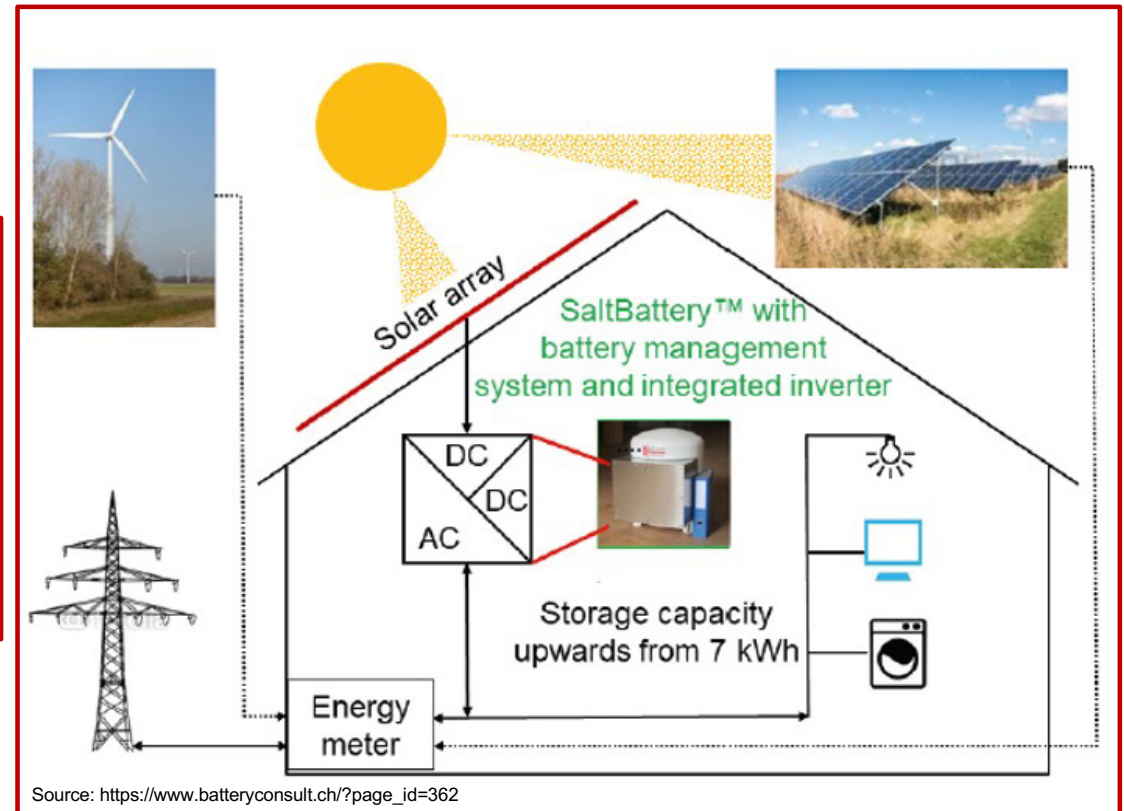 Solar array
SaltBattery™ with
battery management
system and integrated inverter
DC
DC
AC
Storage capacity
upwards from 7 kWh
Energy
meter
Source: https://www.batteryconsult.ch/?page_id=362